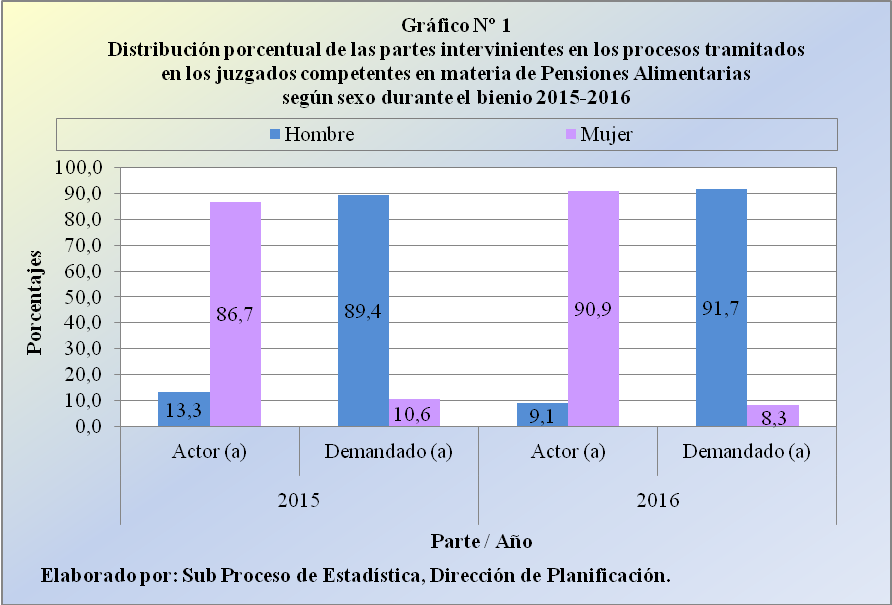 Gráfico Nº 1
Distribución porcentual de las partes intervinientes en los procesos tramitados
en los juzgados competentes en materia de Pensiones Alimentarias
según sexo durante el bienio 2015-2016
Hombre Mujer
Porcentajes
100,0
90,0
80,0
70,0
60,0
50,0
40,0
30,0
20,0
10,0
0,0
13,3 86,7 89,4 10,6 9,1 90,9 91,7 8,3
Actor (a) Demandado (a) Actor (a) Demandado (a)
2015 2016
Parte / Año
Elaborado por: Sub Proceso de Estadística, Dirección de Planificación.